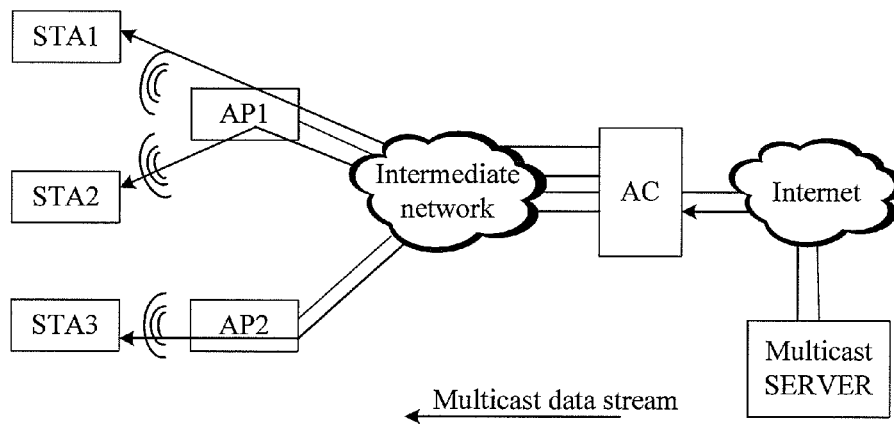 STA1
AP1
STA2
Intermediate
network
AC
Internet
STA3
AP2
Multicast
SERVER
Multicast data stream